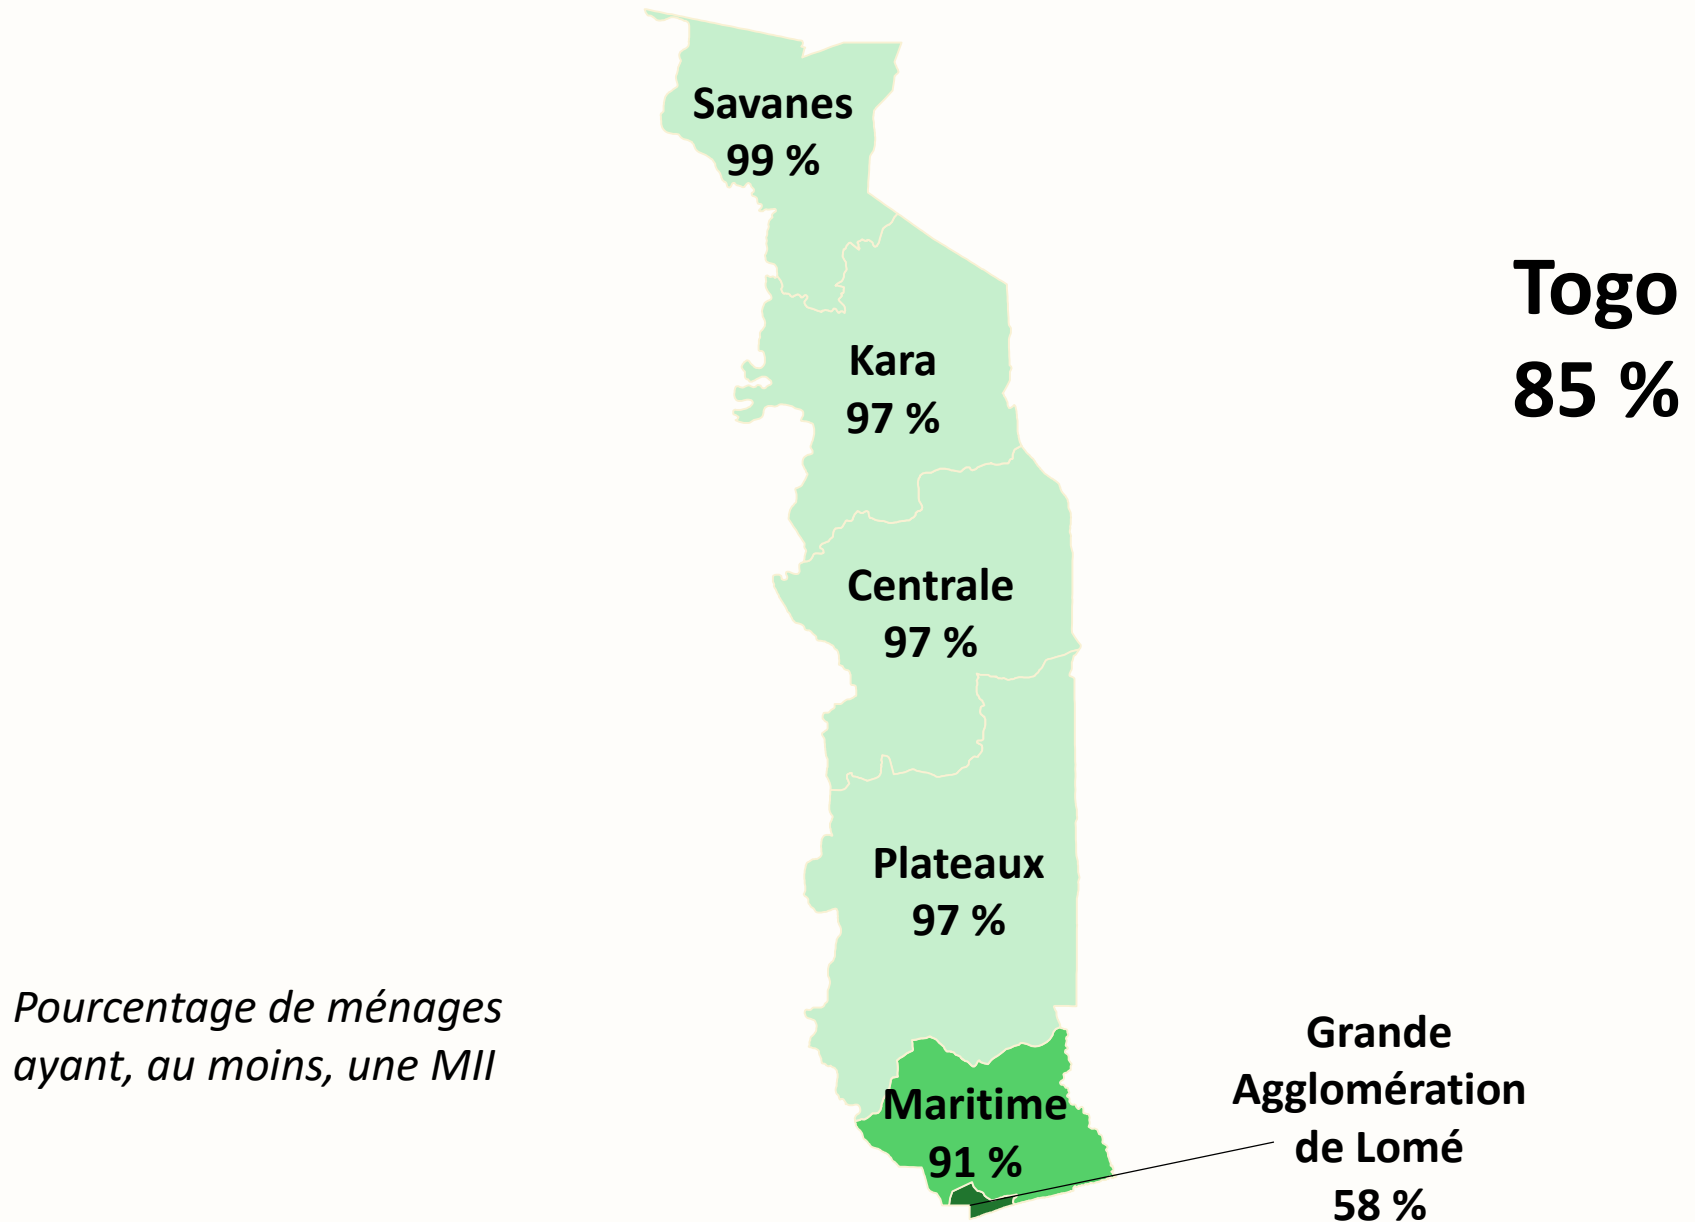 Savanes
99 %
Togo
85 %
Kara
97 %
Centrale
97 %
Plateaux
97 %
Pourcentage de ménages
ayant, au moins, une MII
Maritime
91 %
Grande
Agglomération
de Lomé
58 %